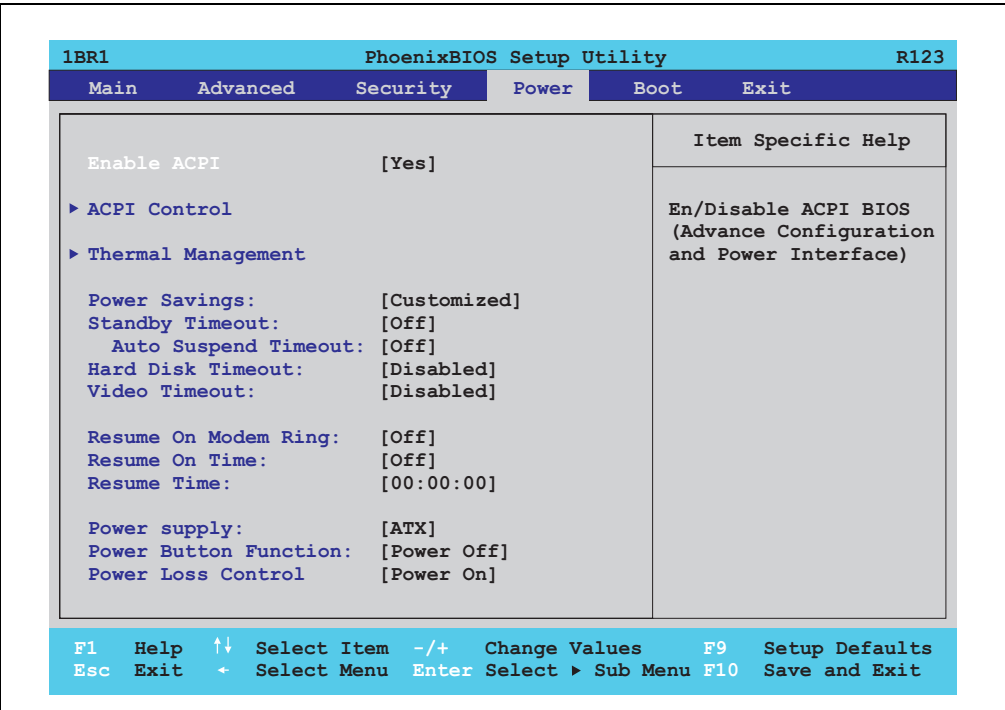 1BR1 PhoenixBIOS Setup Utility R123
Main Advanced Security Power Boot Exit
Item Specific Help
Enable ACPI [Yes]
▶ ACPI Control
En/Disable ACPI BIOS
(Advance Configuration
and Power Interface)
▶ Thermal Management
Power Savings: [Customized]
Standby Timeout: [Off]
Auto Suspend Timeout: [Off]
Hard Disk Timeout: [Disabled]
Video Timeout: [Disabled]
Resume On Modem Ring: [Off]
Resume On Time: [Off]
Resume Time: [00:00:00]
Power supply: [ATX]
Power Button Function: [Power Off]
Power Loss Control [Power On]
F1 Help ↑↓ Select Item -/+ Change Values F9 Setup Defaults
Esc Exit ← Select Menu Enter Select ▶ Sub Menu F10 Save and Exit